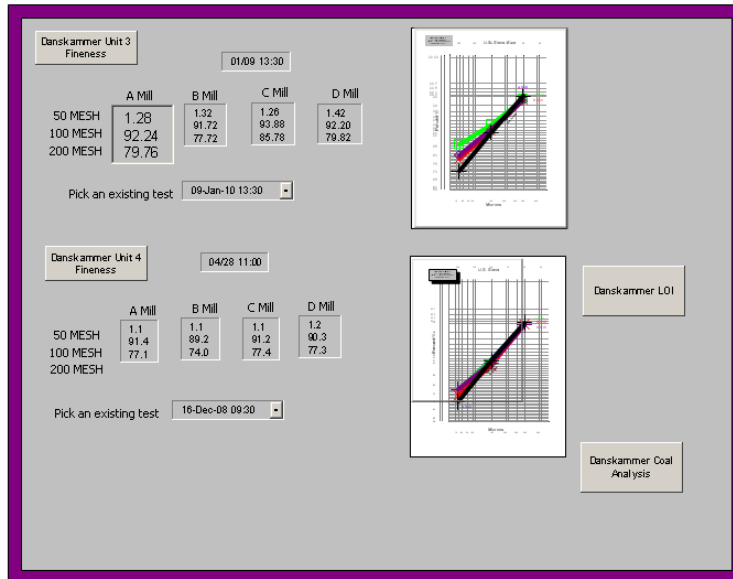 Danskammer Unit 3
Fineness
01/09 13:30
A Mill B Mill C Mill D Mill
50 MESH 1.28 1.32 1.26 1.42
100 MESH 92.24 91.72 93.88 92.20
200 MESH 79.76 77.72 85.78 79.82
Pick an existing test 09-Jan-10 13:30
U.S. Sieve Size
Microns
Danskammer Unit 4
Fineness
04/28 11:00
A Mill B Mill C Mill D Mill
50 MESH 1.1 1.1 1.1 1.2
100 MESH 91.4 89.2 91.2 90.3
200 MESH 77.1 74.0 77.4 77.3
Pick an existing test 16-Dec-08 09:30
U.S. Sieve
Microns
Danskammer LOI
Danskammer Coal
Analysis